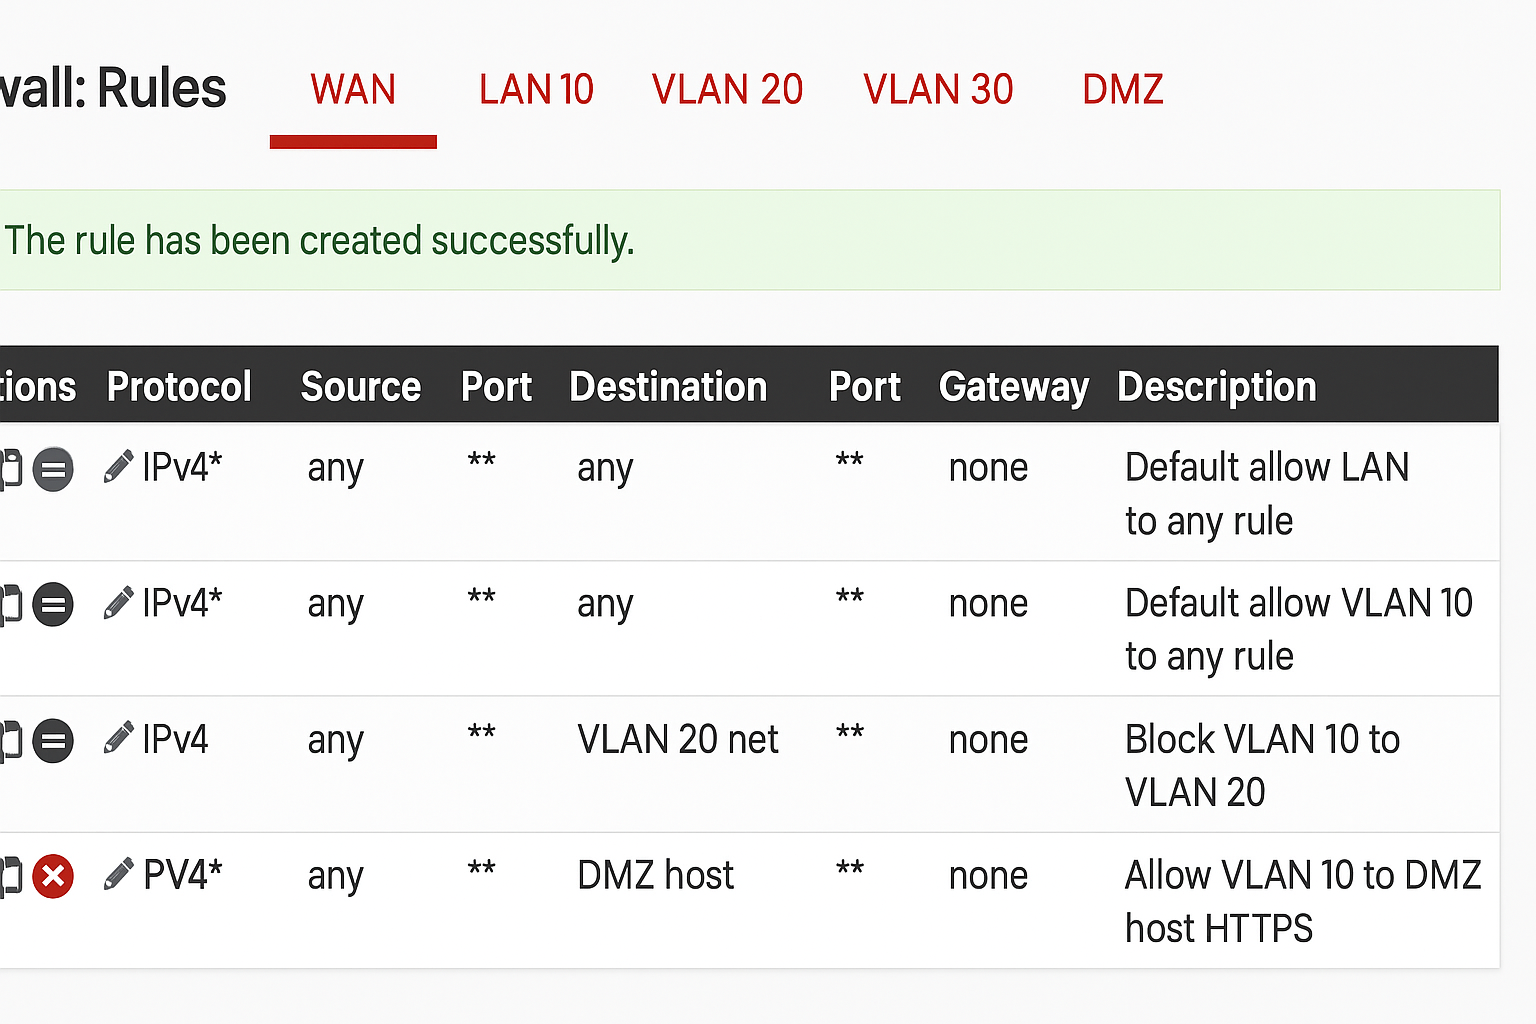 wall: Rules WAN LAN 10 VLAN 20 VLAN 30 DMZ
The rule has been created successfully.
tions Protocol Source Port Destination Port Gateway Description
IPv4* any ** any ** none Default allow LAN
to any rule
IPv4* any ** any ** none Default allow VLAN 10
to any rule
IPv4 any ** VLAN 20 net ** none Block VLAN 10 to
VLAN 20
PV4* any ** DMZ host ** none Allow VLAN 10 to DMZ
host HTTPS